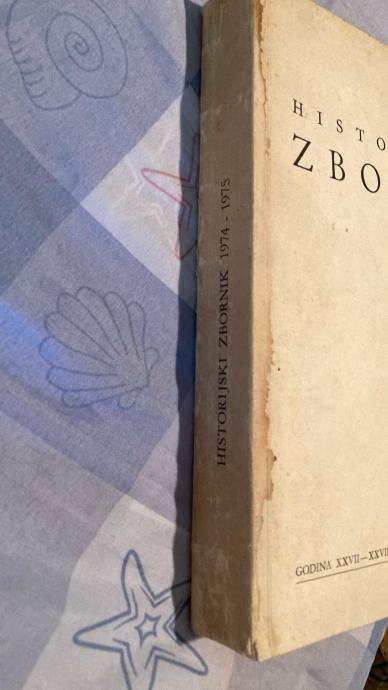 HISTORIJSKI ZBORNIK 1974 - 1975
HISTO
ZBO
GODINA XXVII—XXVII